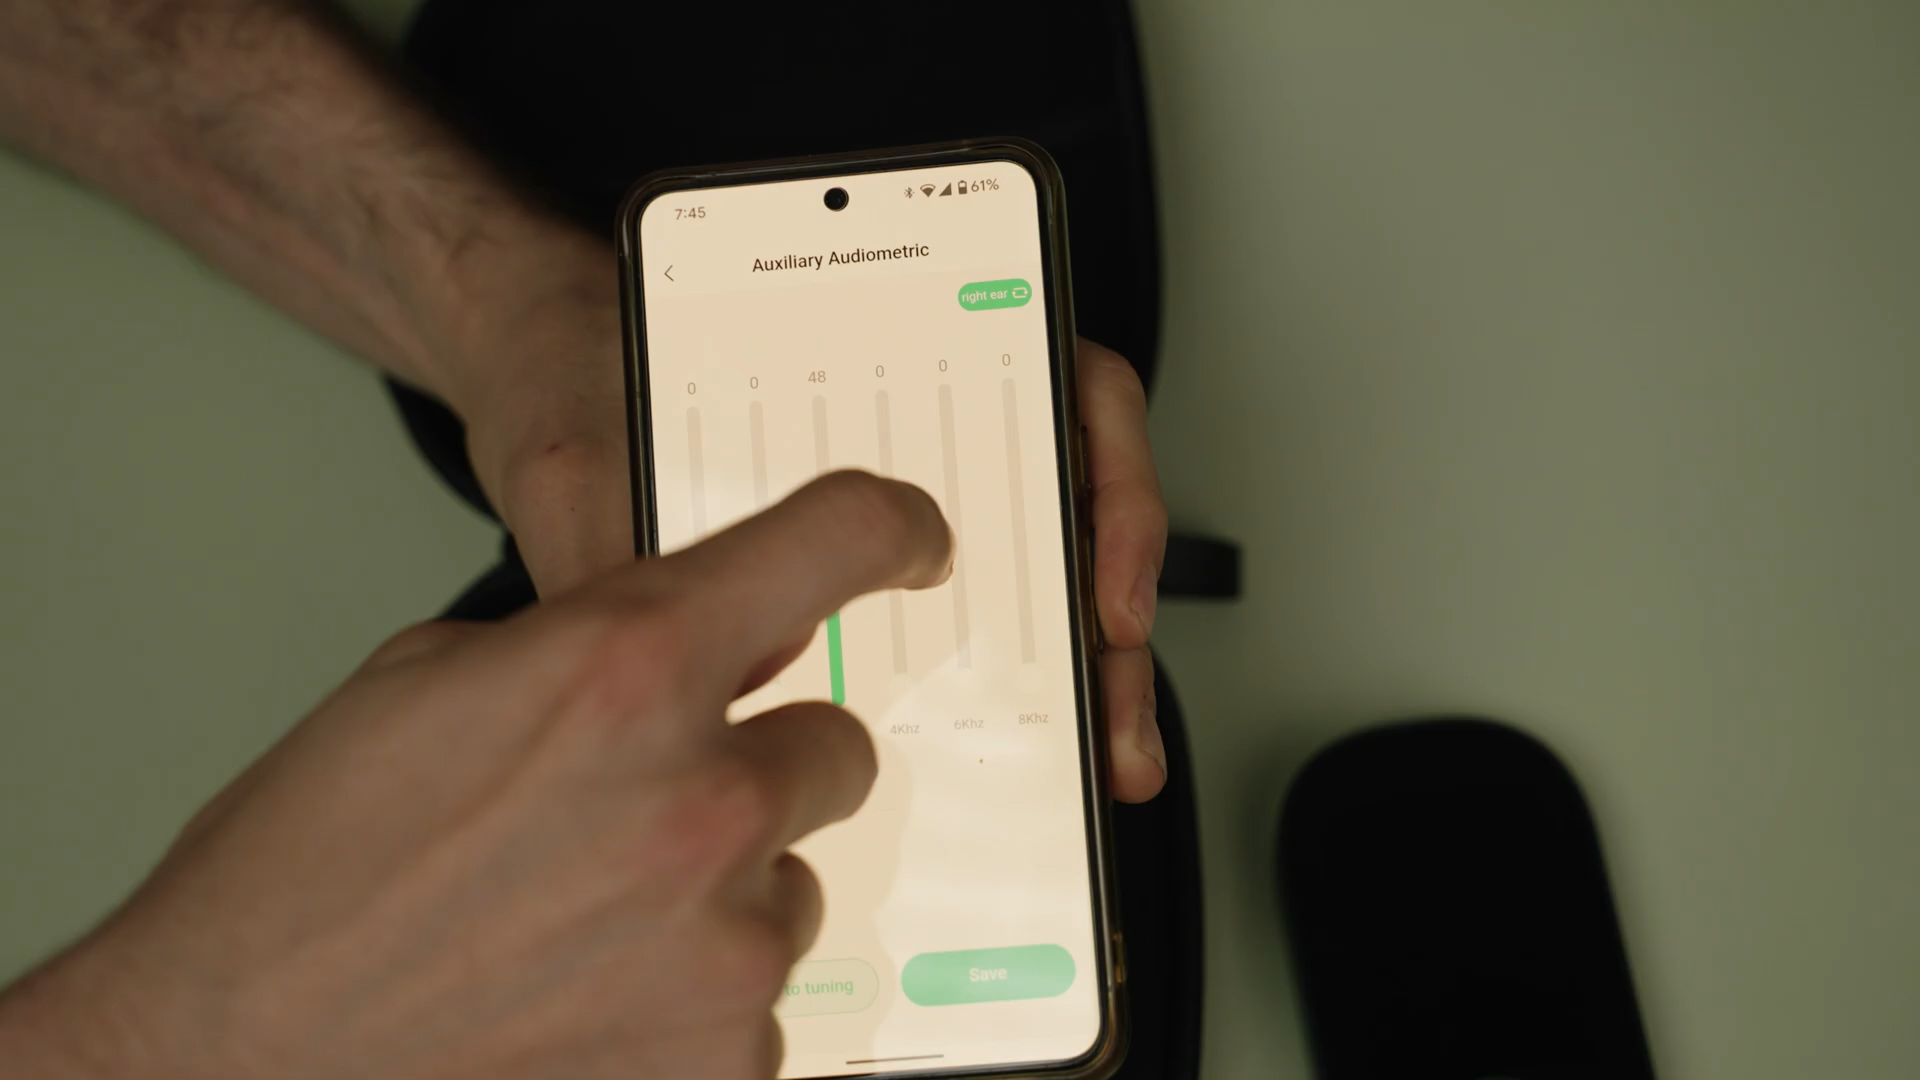 7:45 61%
Auxiliary Audiometric
right ear
0 0 48 0 0 0
4Khz 6Khz 8Khz
to tuning Save